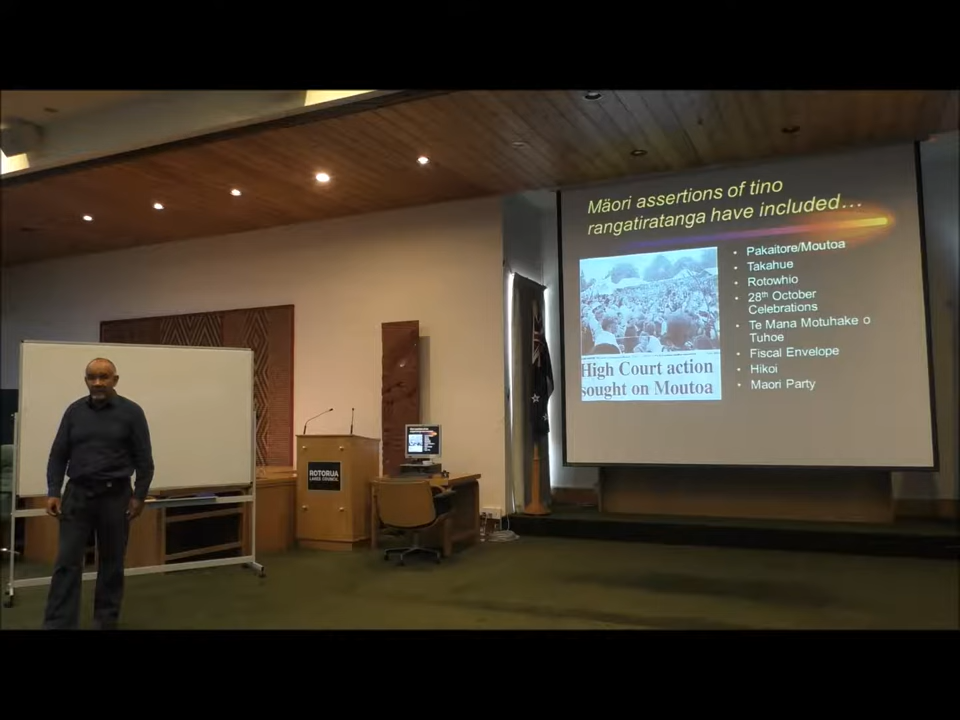 Mäori assertions of tino
rangatiratanga have included…
Pakaitore/Moutoa
Takahue
Rotowhio
28th October
Celebrations
Te Mana Motuhake o
Tuhoe
Fiscal Envelope
Hikoi
Maori Party
High Court action
sought on Moutoa
ROTORUA
LAKES COUNCIL